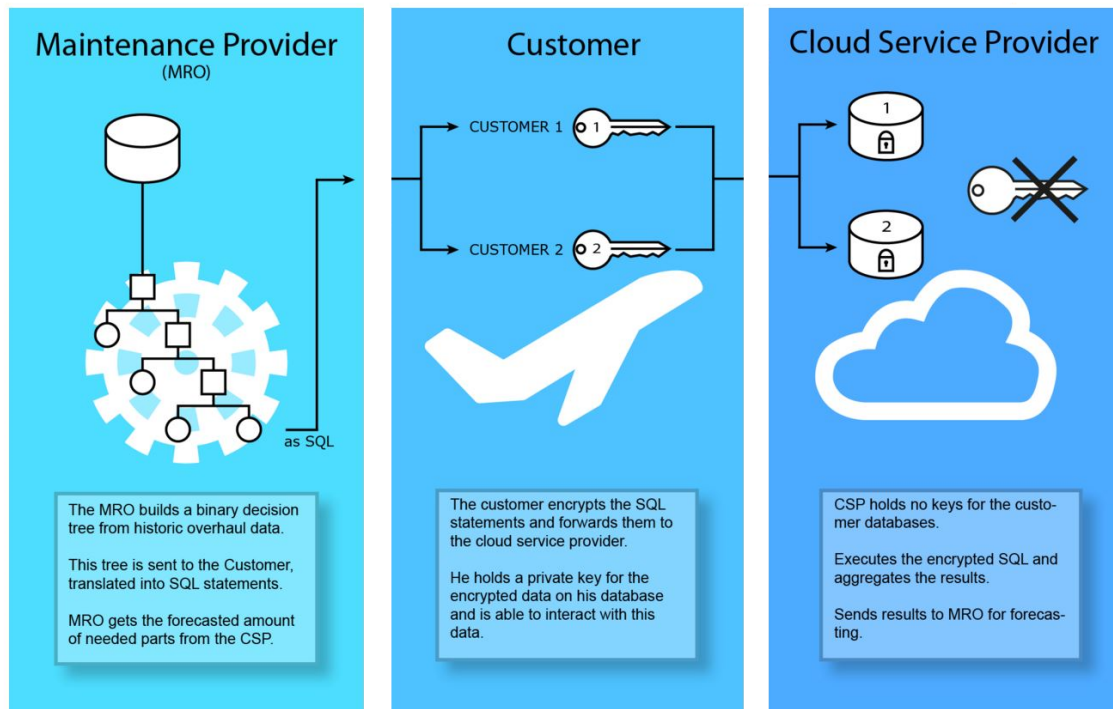 Maintenance Provider
(MRO)
as SQL
The MRO builds a binary decision
tree from historic overhaul data.
This tree is sent to the Customer,
translated into SQL statements.
MRO gets the forecasted amount
of needed parts from the CSP.
Customer
CUSTOMER 1
1
CUSTOMER 2
2
The customer encrypts the SQL
statements and forwards them to
the cloud service provider.
He holds a private key for the
encrypted data on his database
and is able to interact with this
data.
Cloud Service Provider
1
2
CSP holds no keys for the custo-
mer databases.
Executes the encrypted SQL and
aggregates the results.
Sends results to MRO for forecas-
ting.